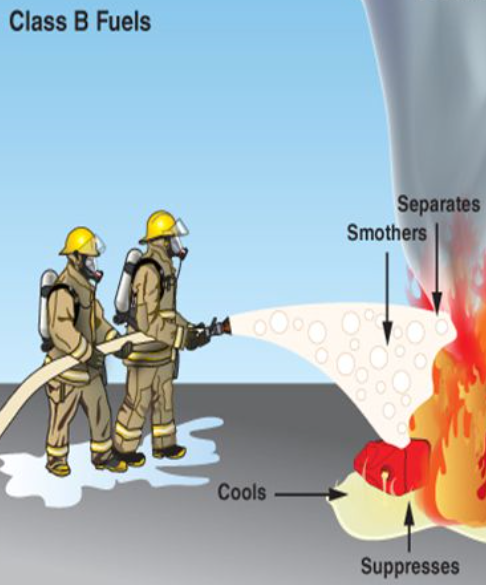 Class B Fuels
Separates
Smothers
Cools
Suppresses